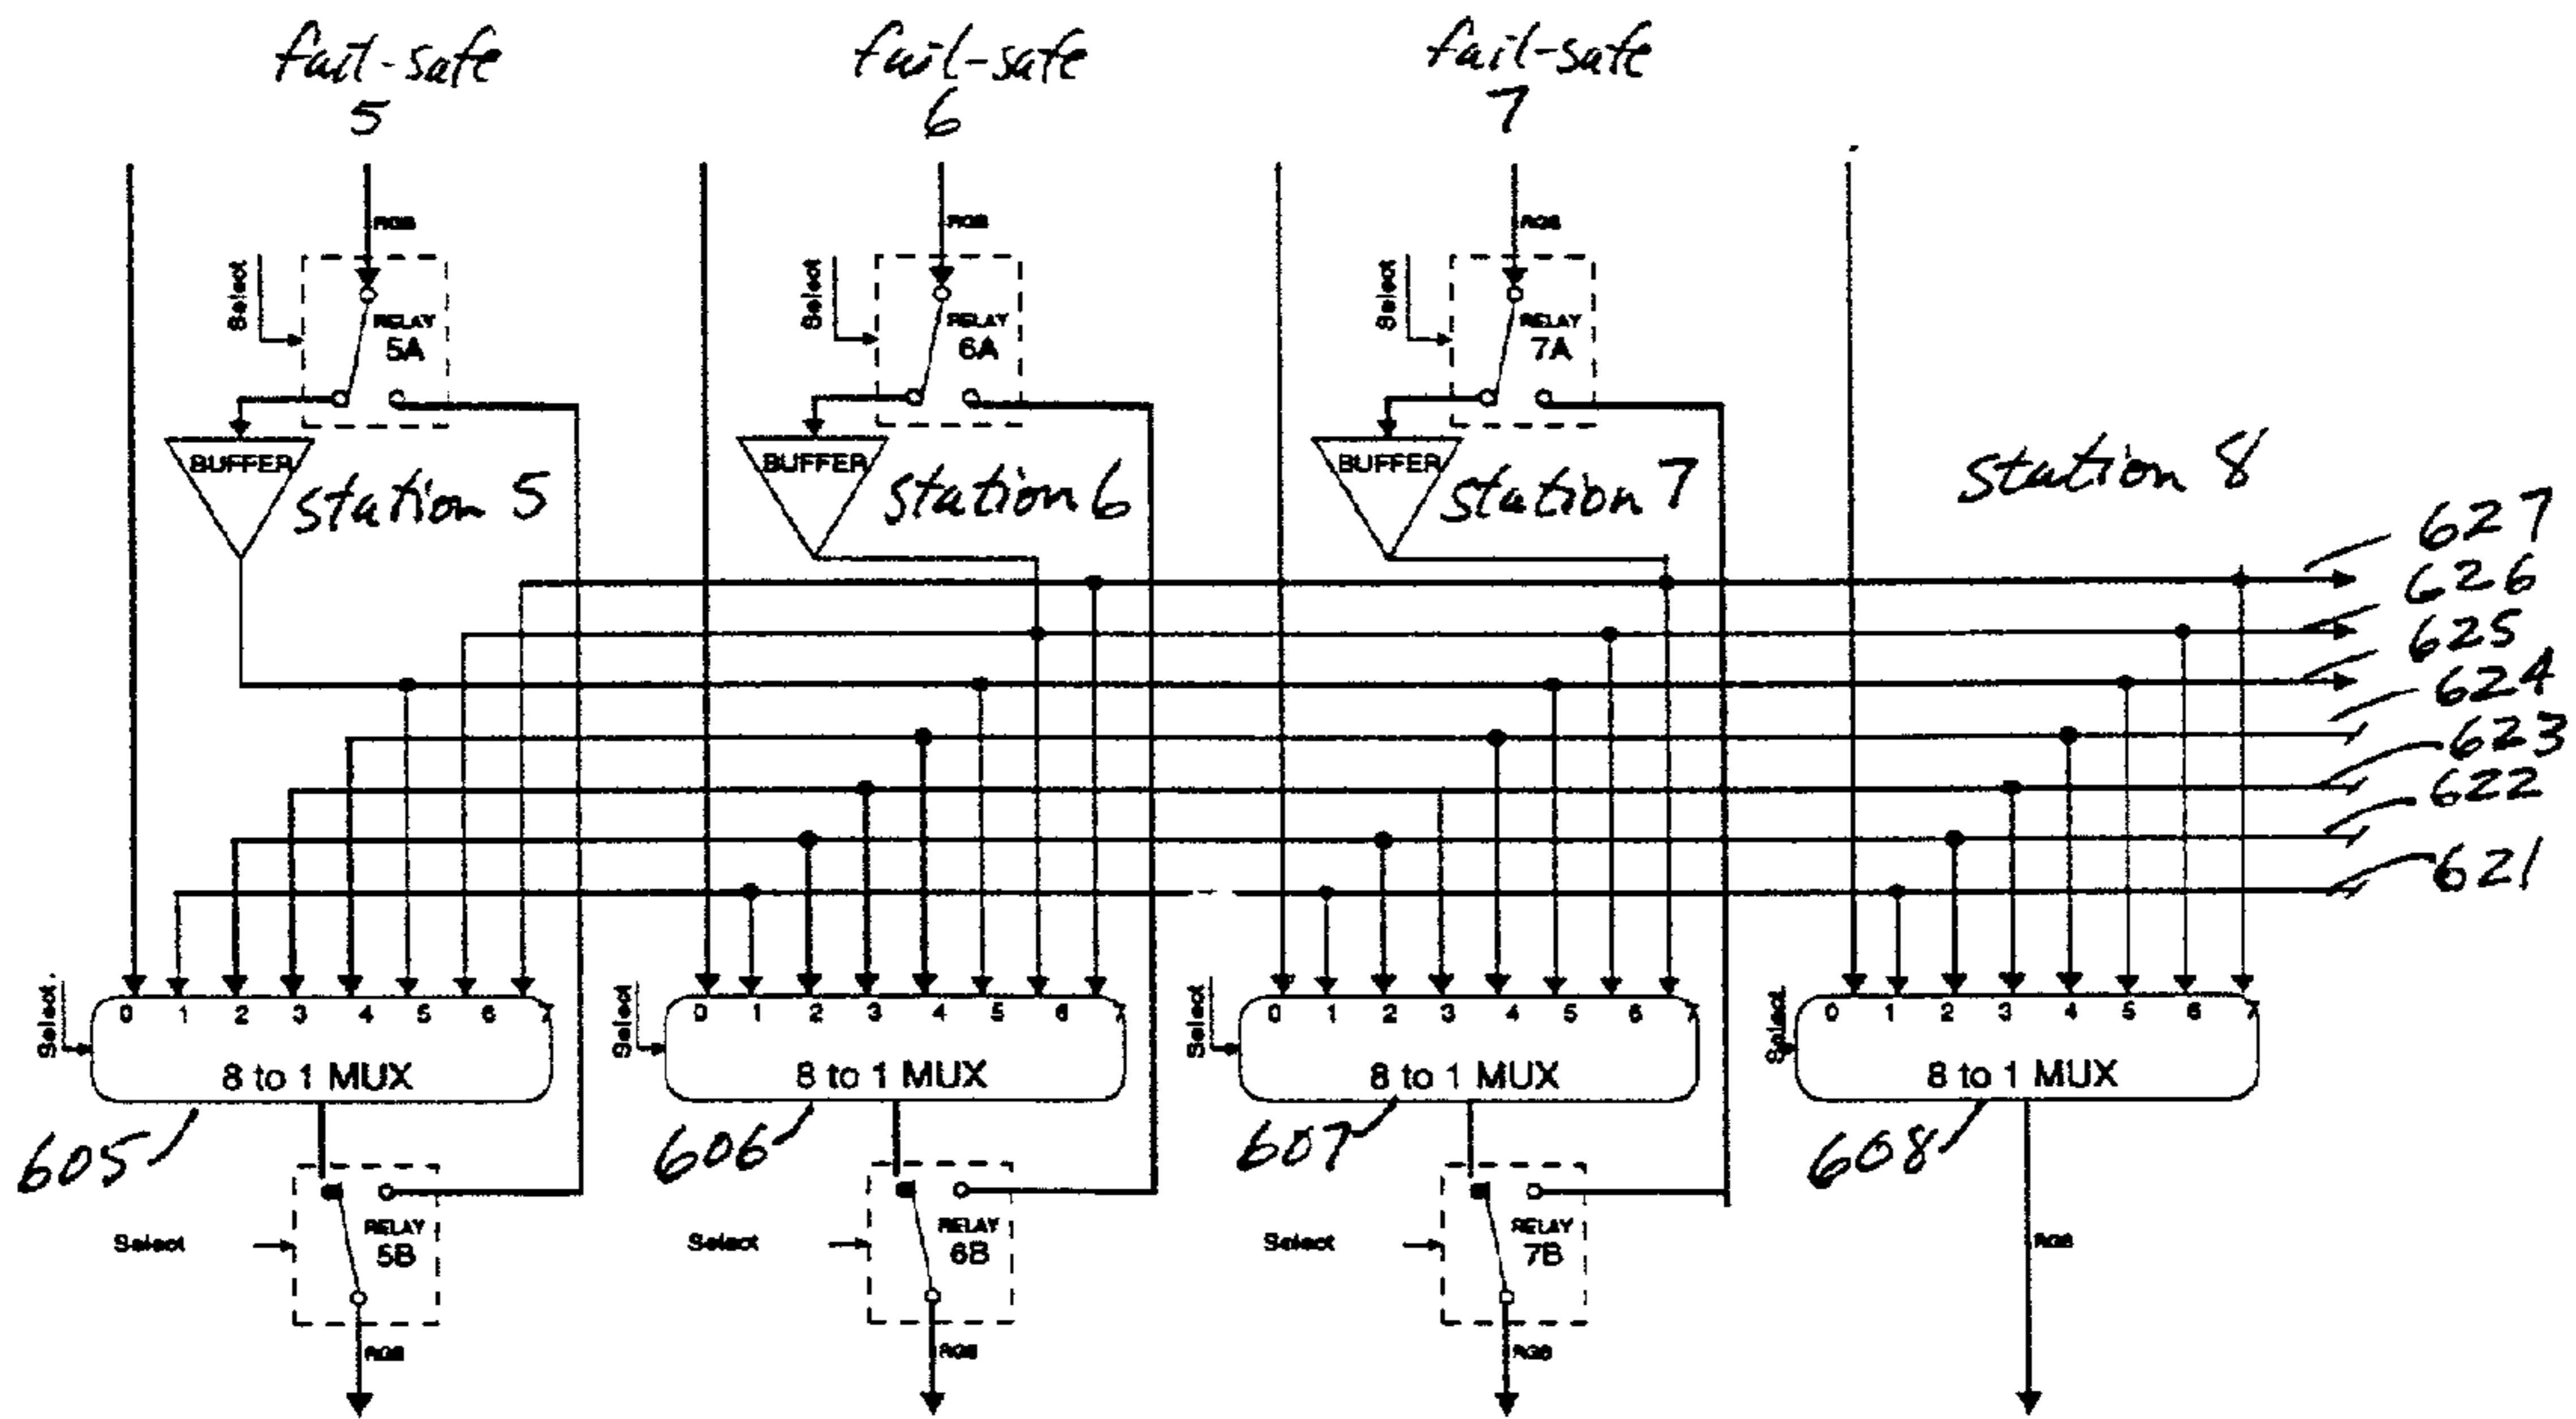 fail-safe fail-safe fail-safe
5 6 7
RGB RGB RGB
Select Select Select
RELAY RELAY RELAY
5A 6A 7A
BUFFER BUFFER BUFFER
station 5 station 6 station 7 station 8
627
626
625
624
623
622
621
Select Select Select Select
0 1 2 3 4 5 6 7 0 1 2 3 4 5 6 7 0 1 2 3 4 5 6 7 0 1 2 3 4 5 6 7
8 to 1 MUX 8 to 1 MUX 8 to 1 MUX 8 to 1 MUX
605 606 607 608
RELAY RELAY RELAY
Select 5B Select 6B Select 7B RGB
RGB RGB RGB